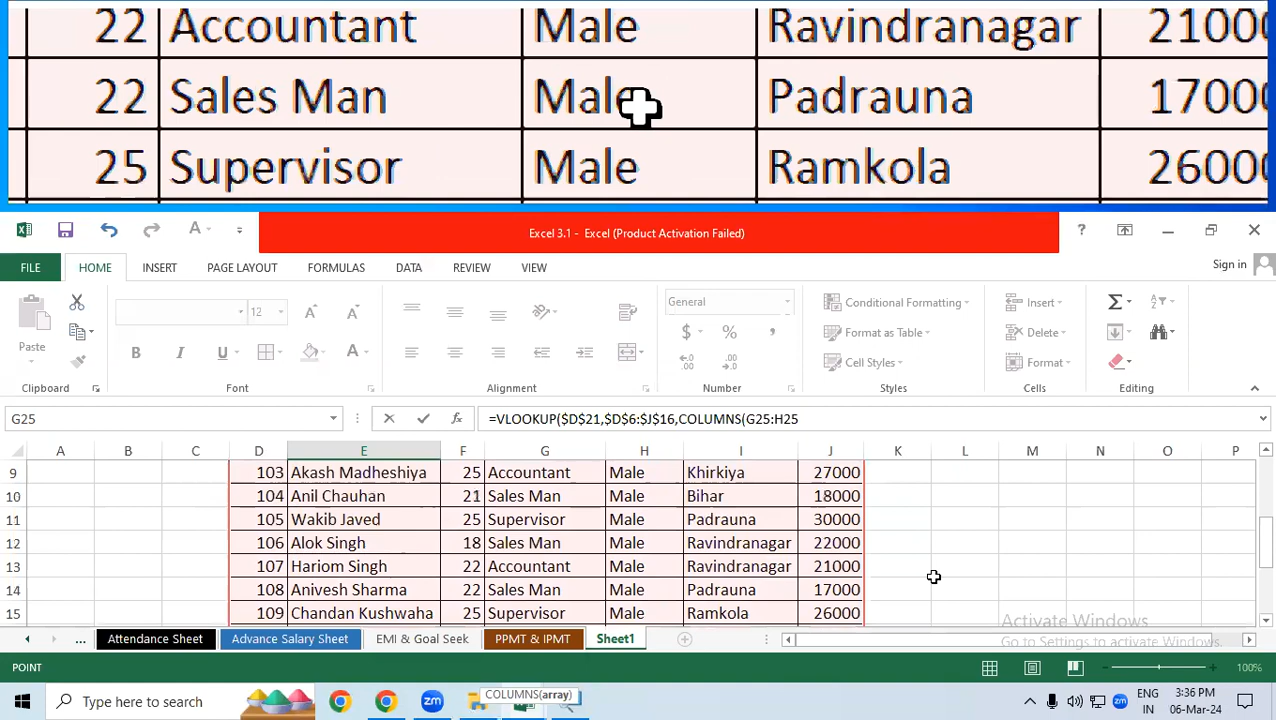 22 Accountant Male Ravindranagar 21000
22 Sales Man Male Padrauna 17000
25 Supervisor Male Ramkola 26000
Excel 3.1 - Excel (Product Activation Failed)
FILE HOME INSERT PAGE LAYOUT FORMULAS DATA REVIEW VIEW Sign in
12 General Conditional Formatting Insert
Paste Format as Table Delete
Cell Styles Format
Clipboard Font Alignment Number Styles Cells Editing
G25 =VLOOKUP($D$21,$D$6:$J$16,COLUMNS(G25:H25
A B C D E F G H I J K L M N O P
9 103 Akash Madheshiya 25 Accountant Male Khirkiya 27000
10 104 Anil Chauhan 21 Sales Man Male Bihar 18000
11 105 Wakib Javed 25 Supervisor Male Padrauna 30000
12 106 Alok Singh 18 Sales Man Male Ravindranagar 22000
13 107 Hariom Singh 22 Accountant Male Ravindranagar 21000
14 108 Anivesh Sharma 22 Sales Man Male Padrauna 17000
15 109 Chandan Kushwaha 25 Supervisor Male Ramkola 26000
Activate Windows
Go to Settings to activate Windows.
... Attendance Sheet Advance Salary Sheet EMI & Goal Seek PPMT & IPMT Sheet1
POINT 100%
COLUMNS(array)
Type here to search zm zm ENG 3:36 PM
IN 06-Mar-24